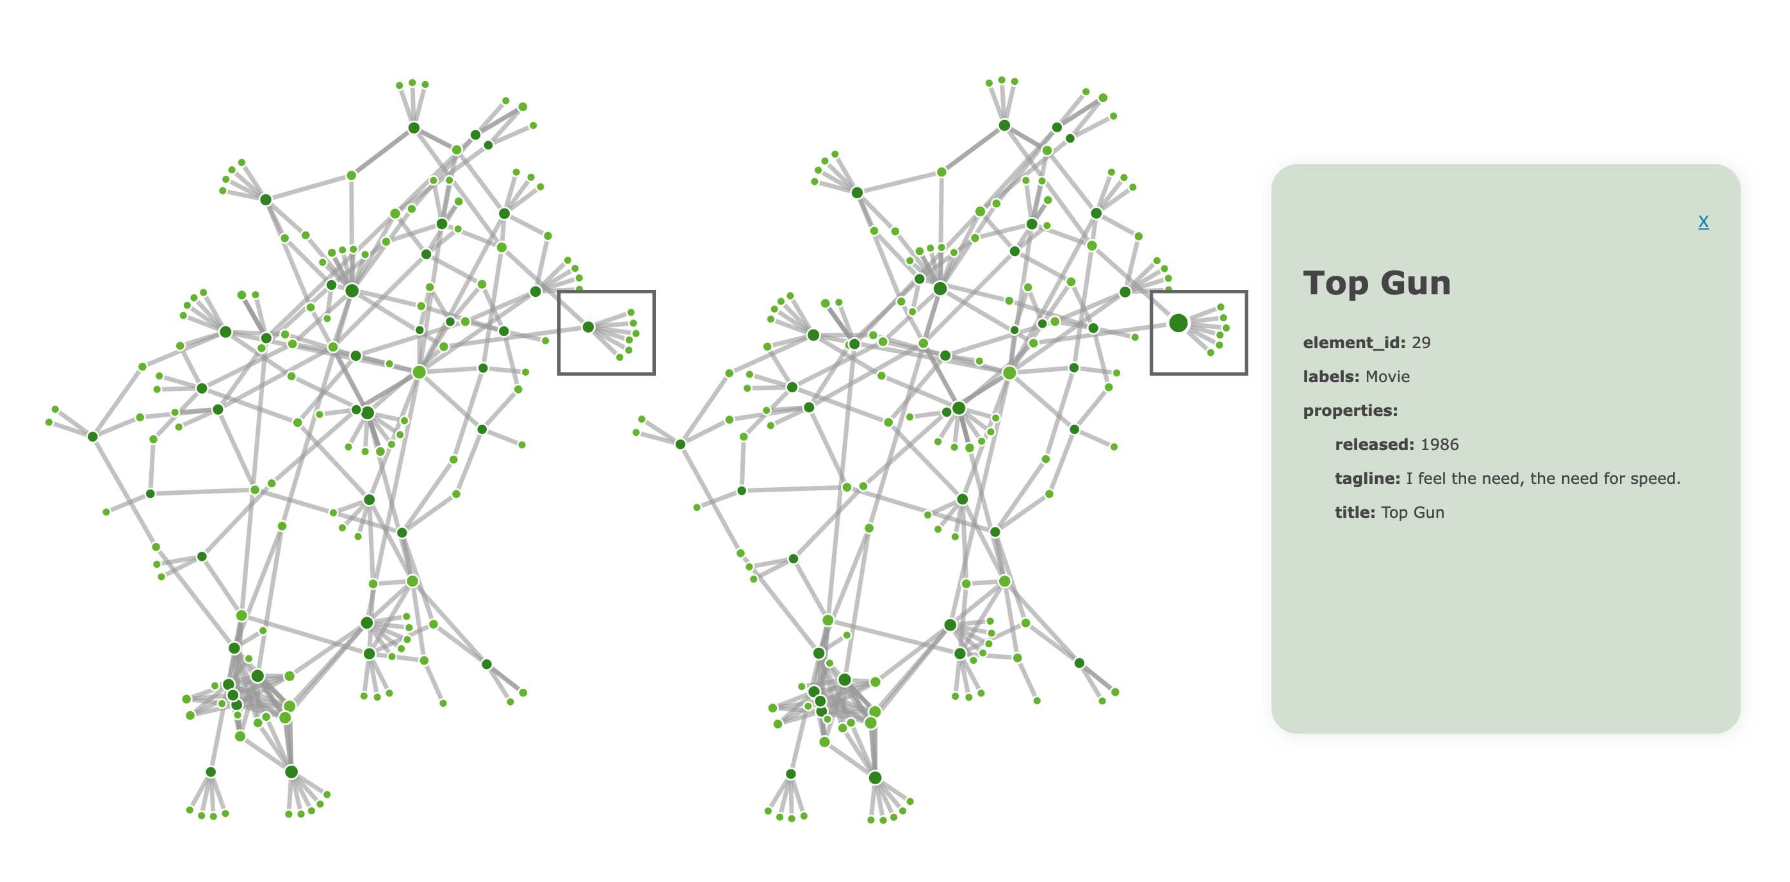 X
Top Gun
element_id: 29
labels: Movie
properties:
released: 1986
tagline: I feel the need, the need for speed.
title: Top Gun